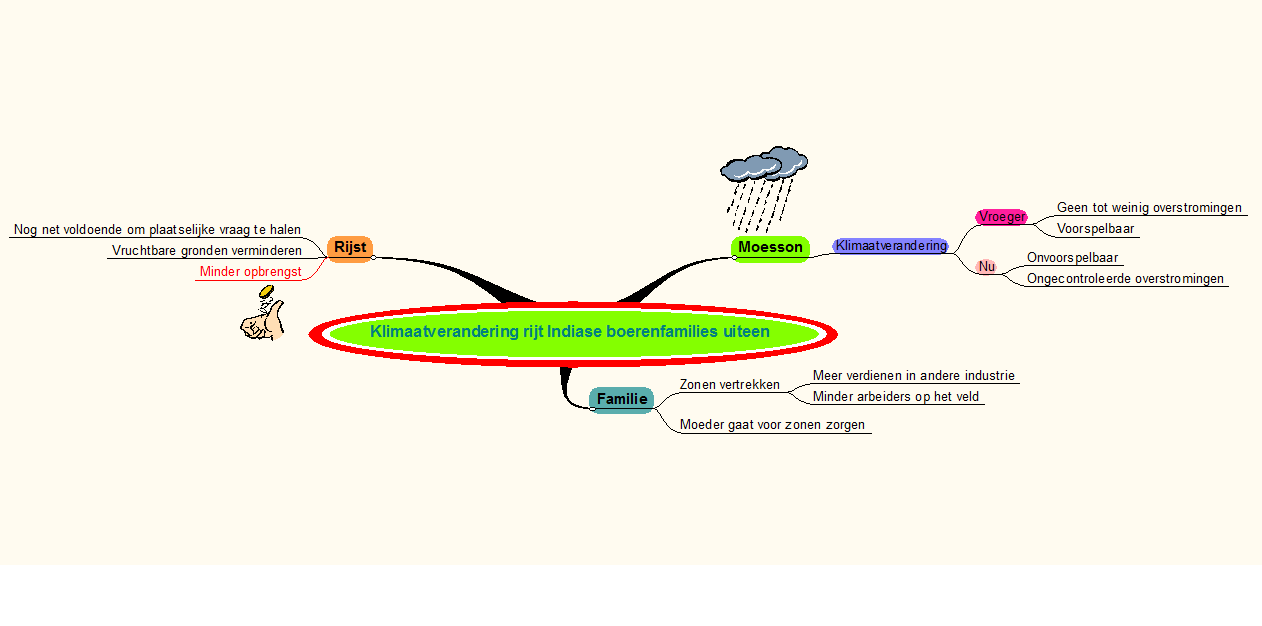 Klimaatverandering rijt Indiase boerenfamilies uiteen
Rijst
Nog net voldoende om plaatselijke vraag te halen
Vruchtbare gronden verminderen
Minder opbrengst
Moesson
Klimaatverandering
Vroeger
Geen tot weinig overstromingen
Voorspelbaar
Nu
Onvoorspelbaar
Ongecontroleerde overstromingen
Familie
Zonen vertrekken
Meer verdienen in andere industrie
Minder arbeiders op het veld
Moeder gaat voor zonen zorgen